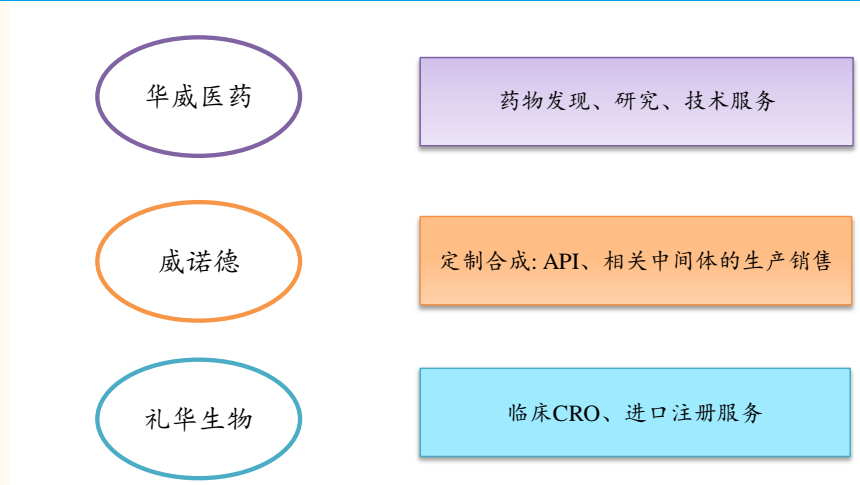 华威医药
药物发现、研究、技术服务
威诺德
定制合成: API、相关中间体的生产销售
礼华生物
临床CRO、进口注册服务